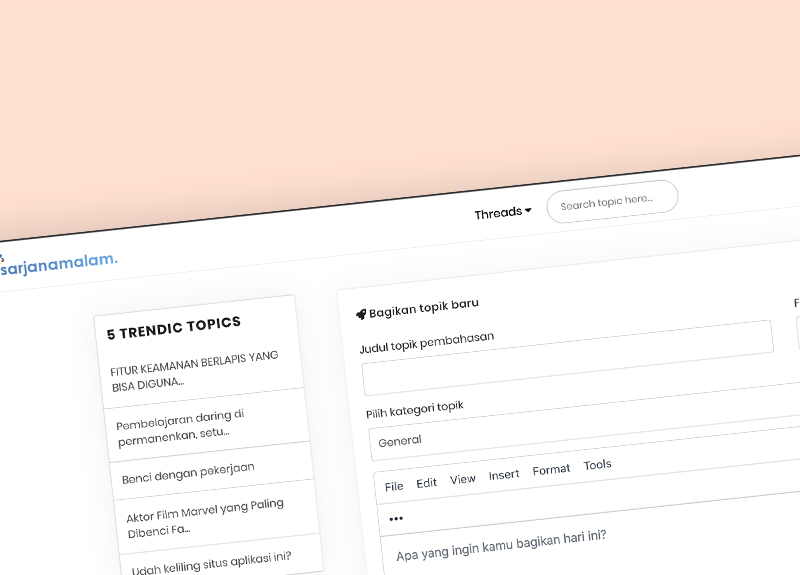 sarjanamalam.
Threads
Search topic here...
5 TRENDIC TOPICS
FITUR KEAMANAN BERLAPIS YANG
BISA DIGUNA...
Pembelajaran daring di
permanenkan, setu...
Benci dengan pekerjaan
Aktor Film Marvel yang Paling
Dibenci Fa...
Udah keliling situs aplikasi ini?
Bagikan topik baru
Judul topik pembahasan
F
Pilih kategori topik
General
File Edit View Insert Format Tools
•••
Apa yang ingin kamu bagikan hari ini?